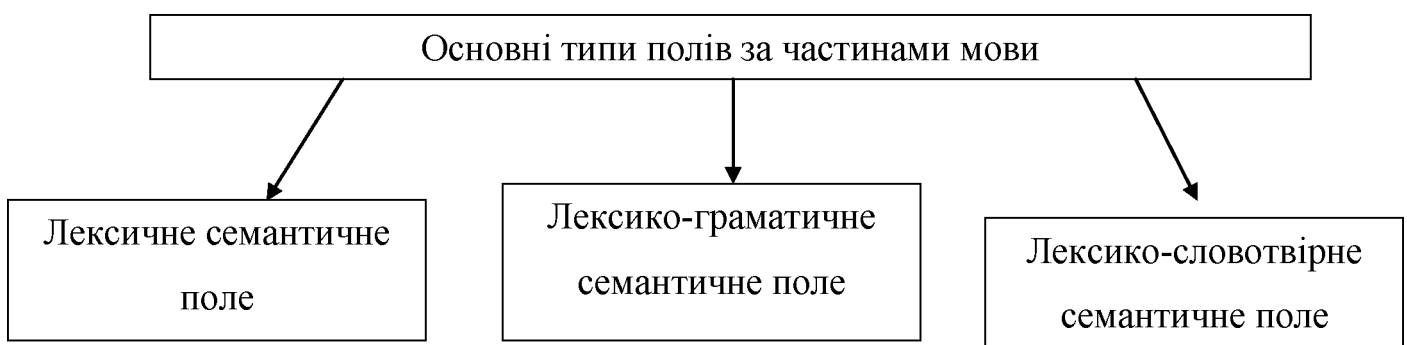 Основні типи полів за частинами мови
Лексичне семантичне
поле
Лексико-граматичне
семантичне поле
Лексико-словотвірне
семантичне поле